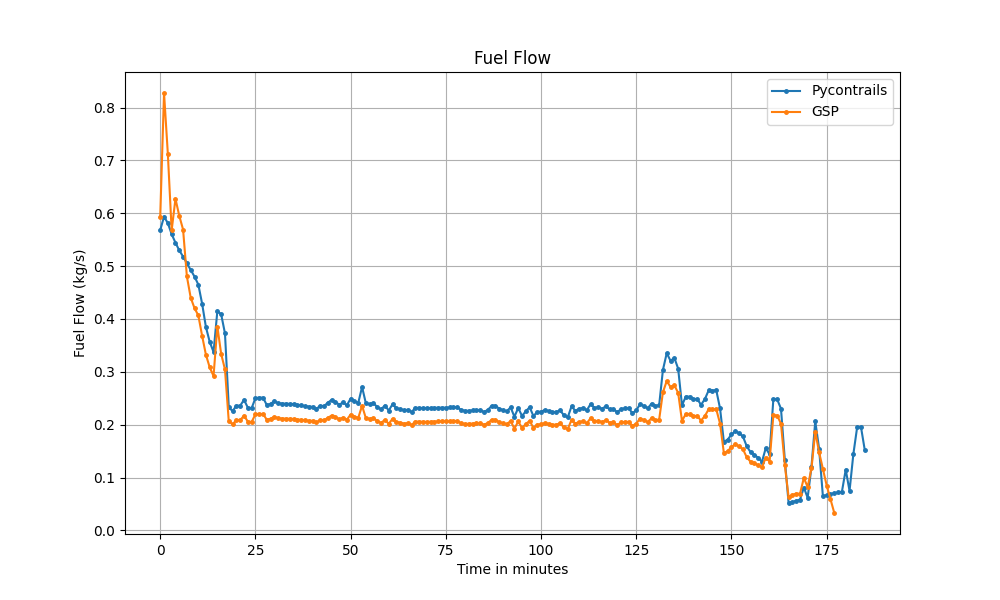 Fuel Flow
Pycontrails
GSP
Fuel Flow (kg/s)
0.8
0.7
0.6
0.5
0.4
0.3
0.2
0.1
0.0
0 25 50 75 100 125 150 175
Time in minutes